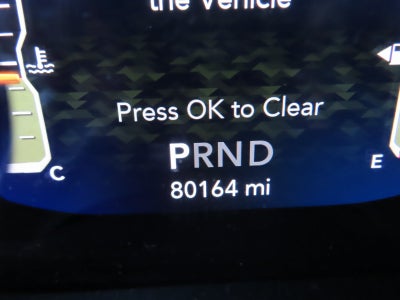 the Vehicle
Press OK to Clear
PRND
C
E
80164 mi